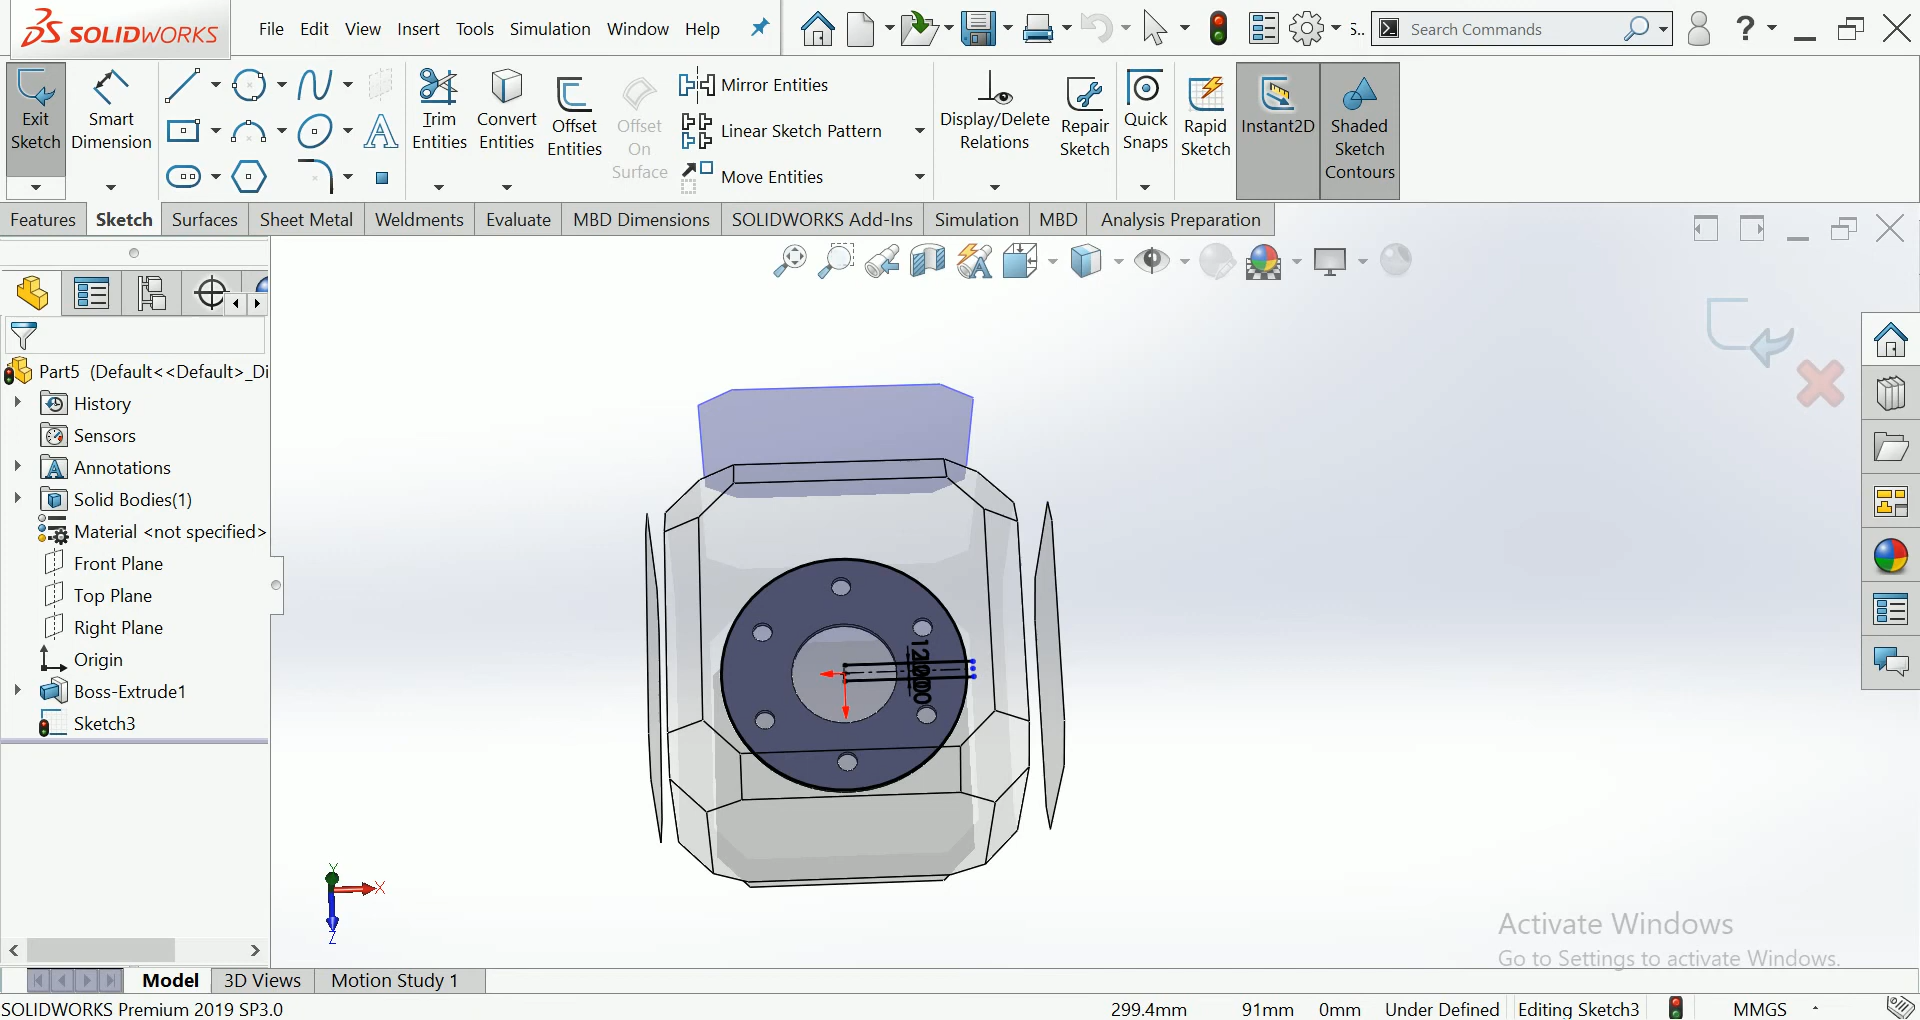 SOLIDWORKS
File Edit View Insert Tools Simulation Window Help
S..
Search Commands
Exit Sketch
Smart Dimension
Trim Entities
Convert Entities
Offset Entities
Offset On Surface
Mirror Entities
Linear Sketch Pattern
Move Entities
Display/Delete Relations
Repair Sketch
Quick Snaps
Rapid Sketch
Instant2D
Shaded Sketch Contours
Features Sketch Surfaces Sheet Metal Weldments Evaluate MBD Dimensions SOLIDWORKS Add-Ins Simulation MBD Analysis Preparation
Part5 (Default<<Default>_Di
History
Sensors
Annotations
Solid Bodies(1)
Material <not specified>
Front Plane
Top Plane
Right Plane
Origin
Boss-Extrude1
Sketch3
Y
X
Z
Activate Windows
Go to Settings to activate Windows.
Model 3D Views Motion Study 1
SOLIDWORKS Premium 2019 SP3.0
299.4mm 91mm 0mm Under Defined Editing Sketch3 MMGS